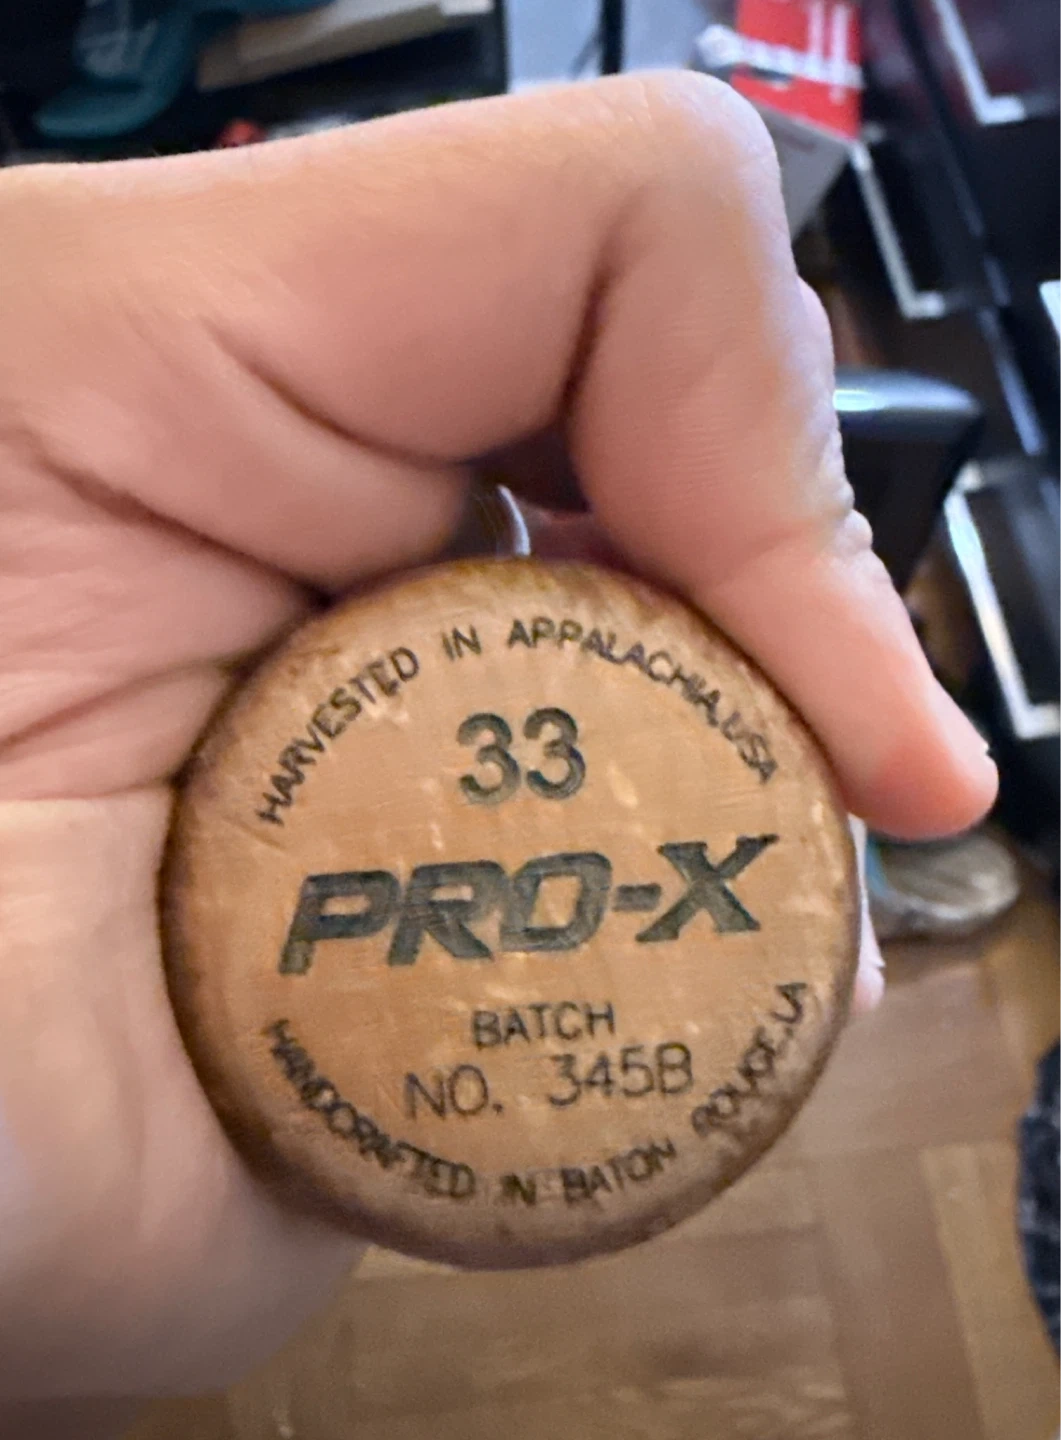 HARVESTED IN APPALACHIA, USA
33
PRO-X
BATCH
NO. 345B
HANDCRAFTED IN BATON ROUGE, LA